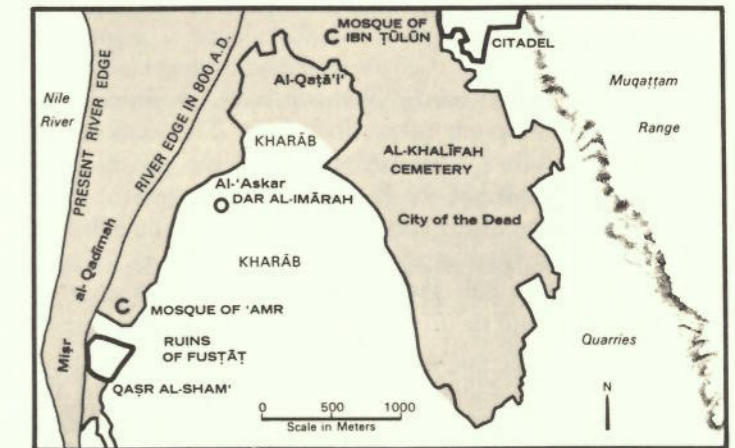 MOSQUE OF
IBN ṬŪLŪN
CITADEL
Al-Qaṭā'i'
Nile
River
PRESENT RIVER EDGE
RIVER EDGE IN 800 A.D.
Muqaṭṭam
Range
KHARĀB
AL-KHALĪFAH
CEMETERY
Al-'Askar
DAR AL-IMĀRAH
City of the Dead
KHARĀB
al-Qadīmah
Miṣr
MOSQUE OF 'AMR
RUINS
OF FUSṬĀṬ
QAṢR AL-SHAM'
Quarries
N
0 500 1000
Scale in Meters